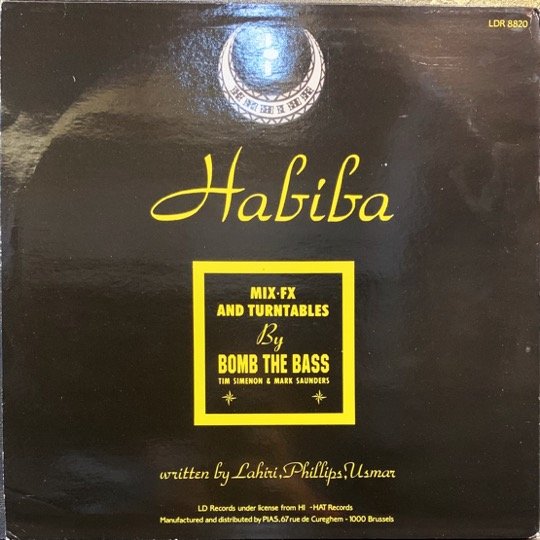 LDR 8820
Habiba
MIX·FX
AND TURNTABLES
By
BOMB THE BASS
TIM SIMENON & MARK SAUNDERS
written by Lahiri, Phillips, Usmar
LD Records under license from HI -HAT Records
Manufactured and distributed by PIAS, 67 rue de Cureghem - 1000 Brussels